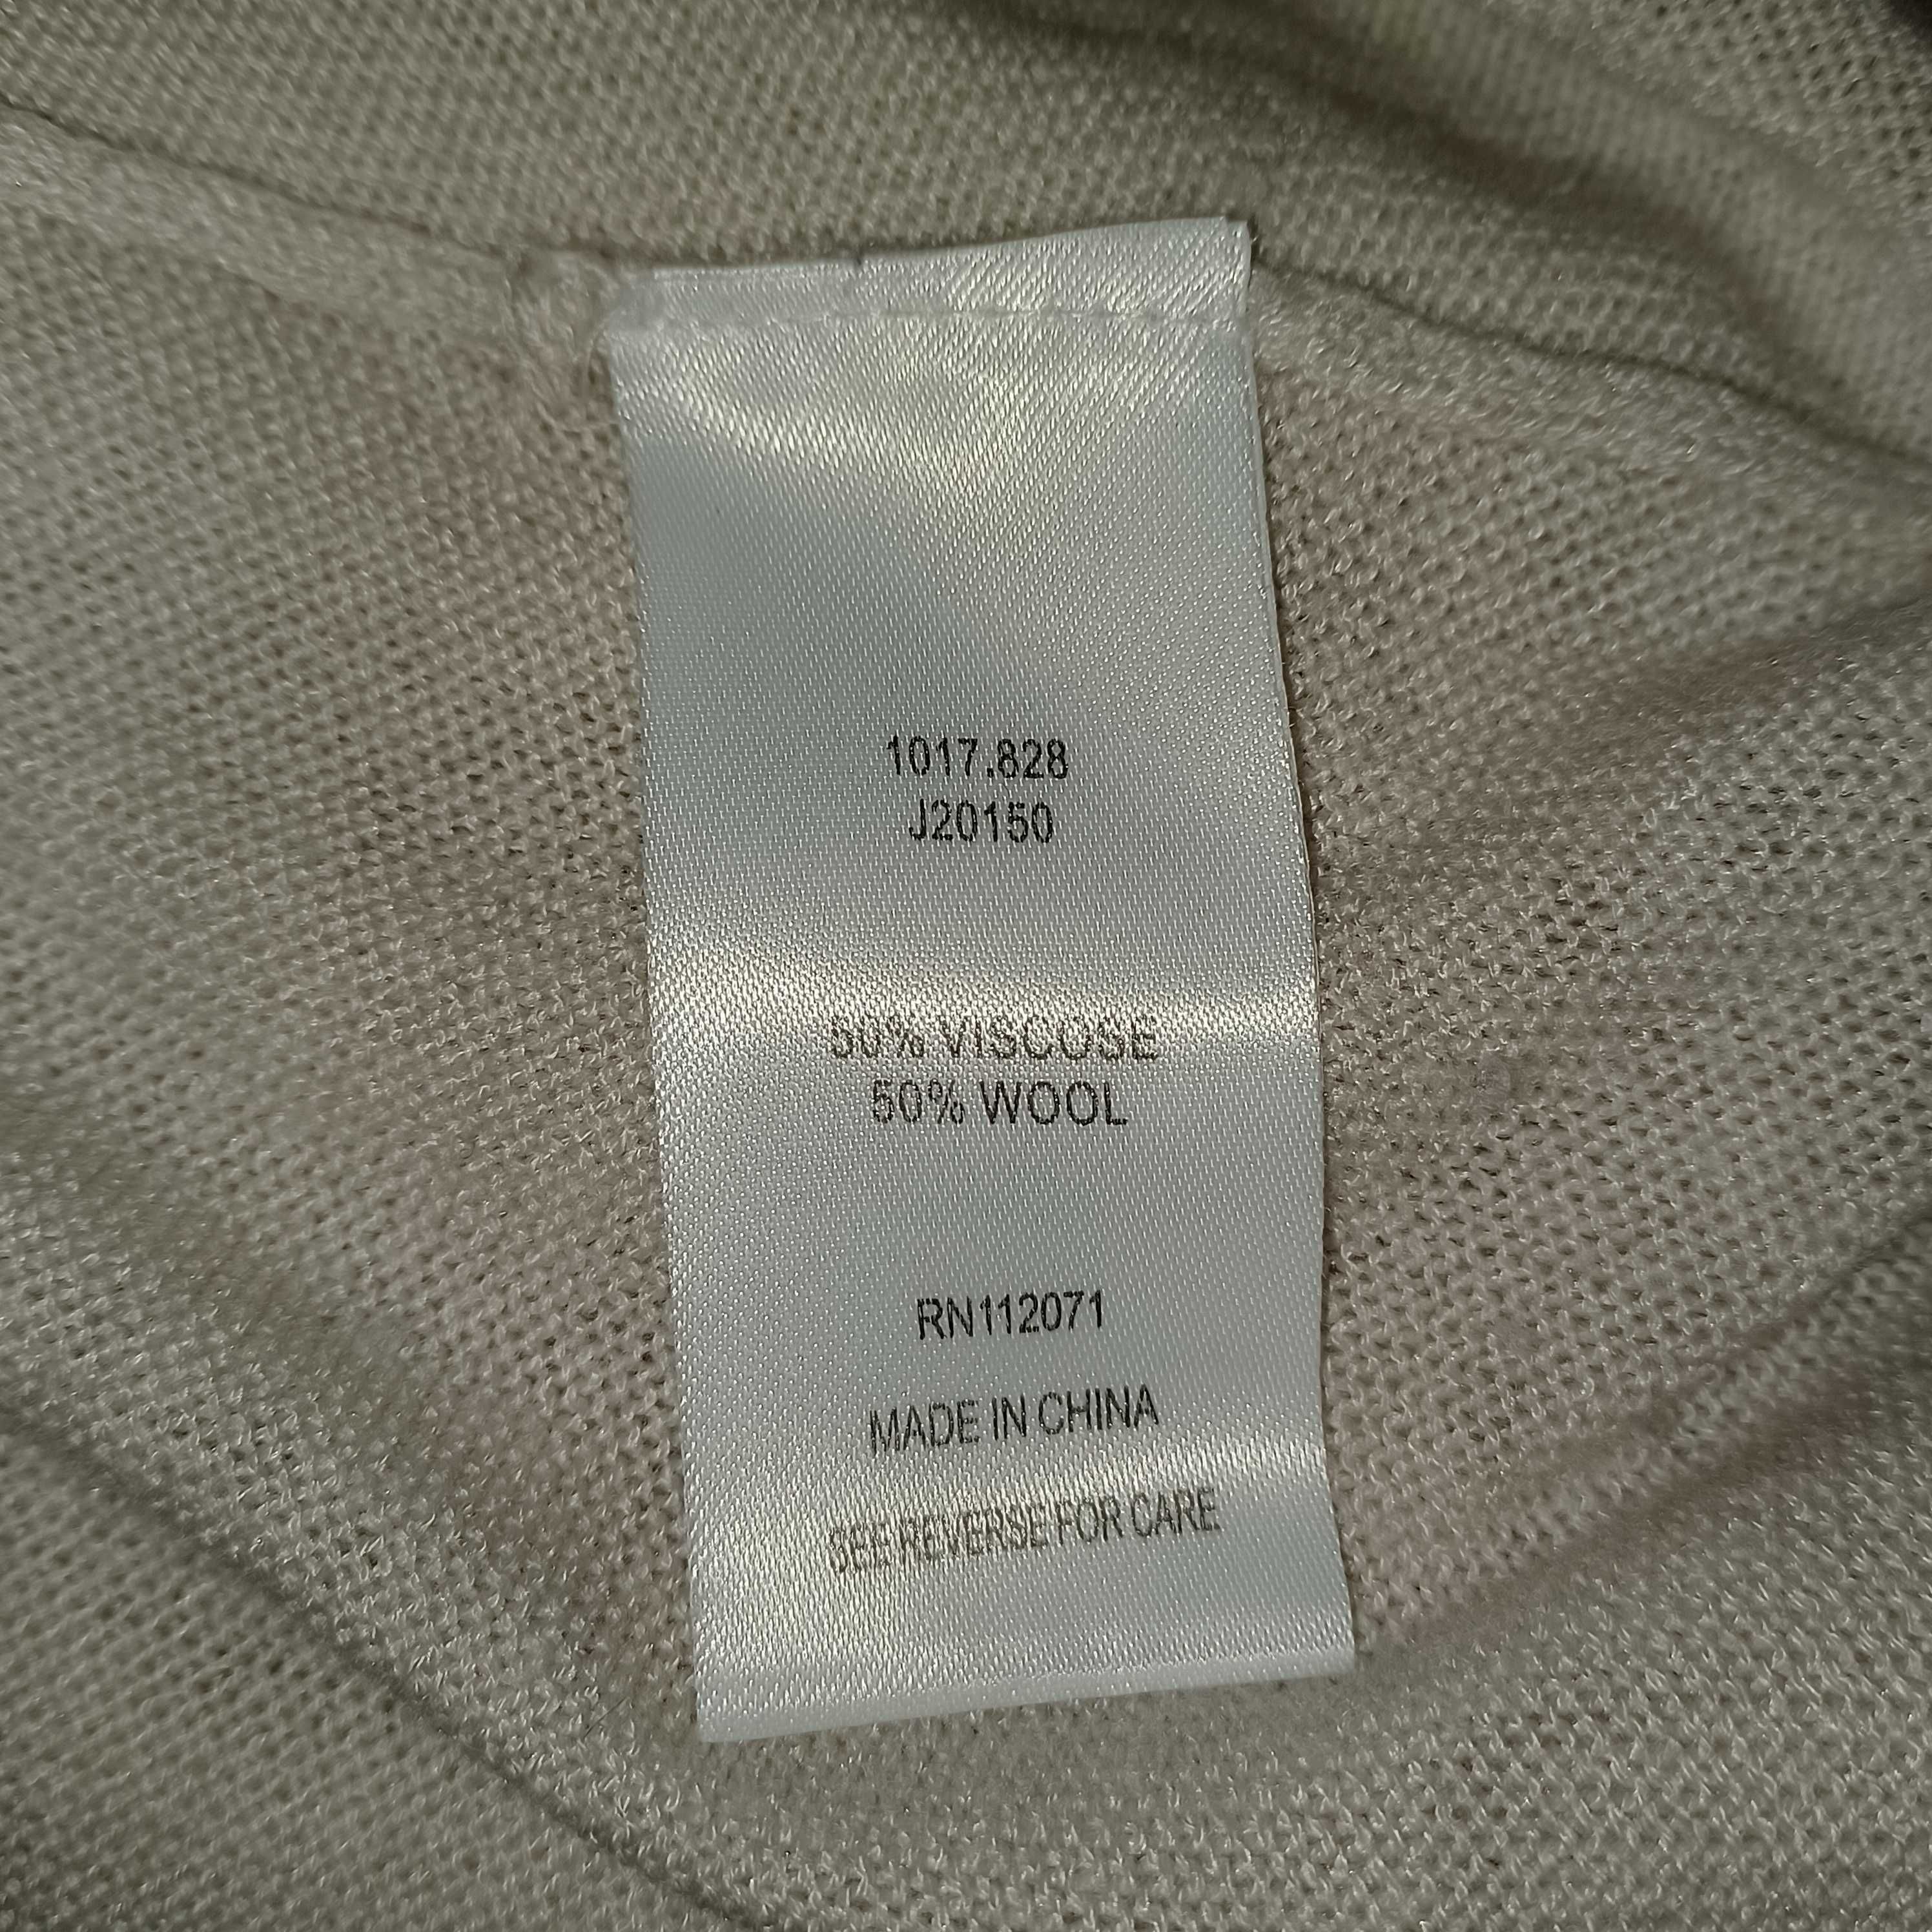 1017.828
J20150
50% VISCOSE
50% WOOL
RN112071
MADE IN CHINA
SEE REVERSE FOR CARE